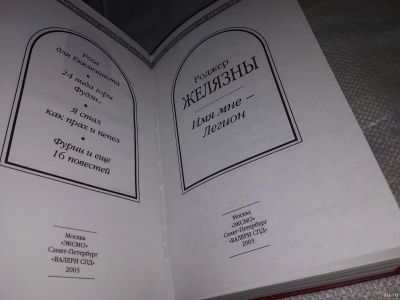 Роза
для Екклезиаста
•
24 вида горы
Фудзи...
•
Я стал
как прах и пепел
•
Фурии и еще
16 повестей
Москва
"ЭКСМО"
Санкт-Петербург
"ВАЛЕРИ СПД"
2003
Роджер
ЖЕЛЯЗНЫ
Имя мне –
Легион
Москва
"ЭКСМО"
Санкт-Петербург
"ВАЛЕРИ СПД"
2003